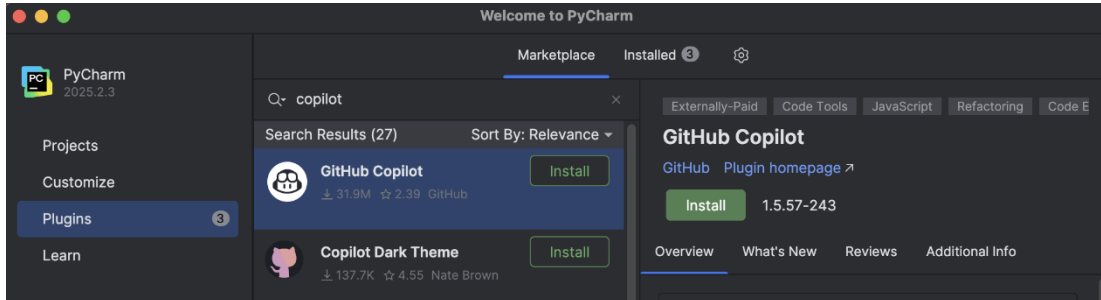 Welcome to PyCharm
PC
PyCharm
2025.2.3
Projects
Customize
Plugins 3
Learn
Marketplace Installed 3
copilot
Search Results (27) Sort By: Relevance
GitHub Copilot Install
31.9M 2.39 GitHub
Copilot Dark Theme Install
137.7K 4.55 Nate Brown
Externally-Paid Code Tools JavaScript Refactoring Code E
GitHub Copilot
GitHub Plugin homepage
Install 1.5.57-243
Overview What's New Reviews Additional Info